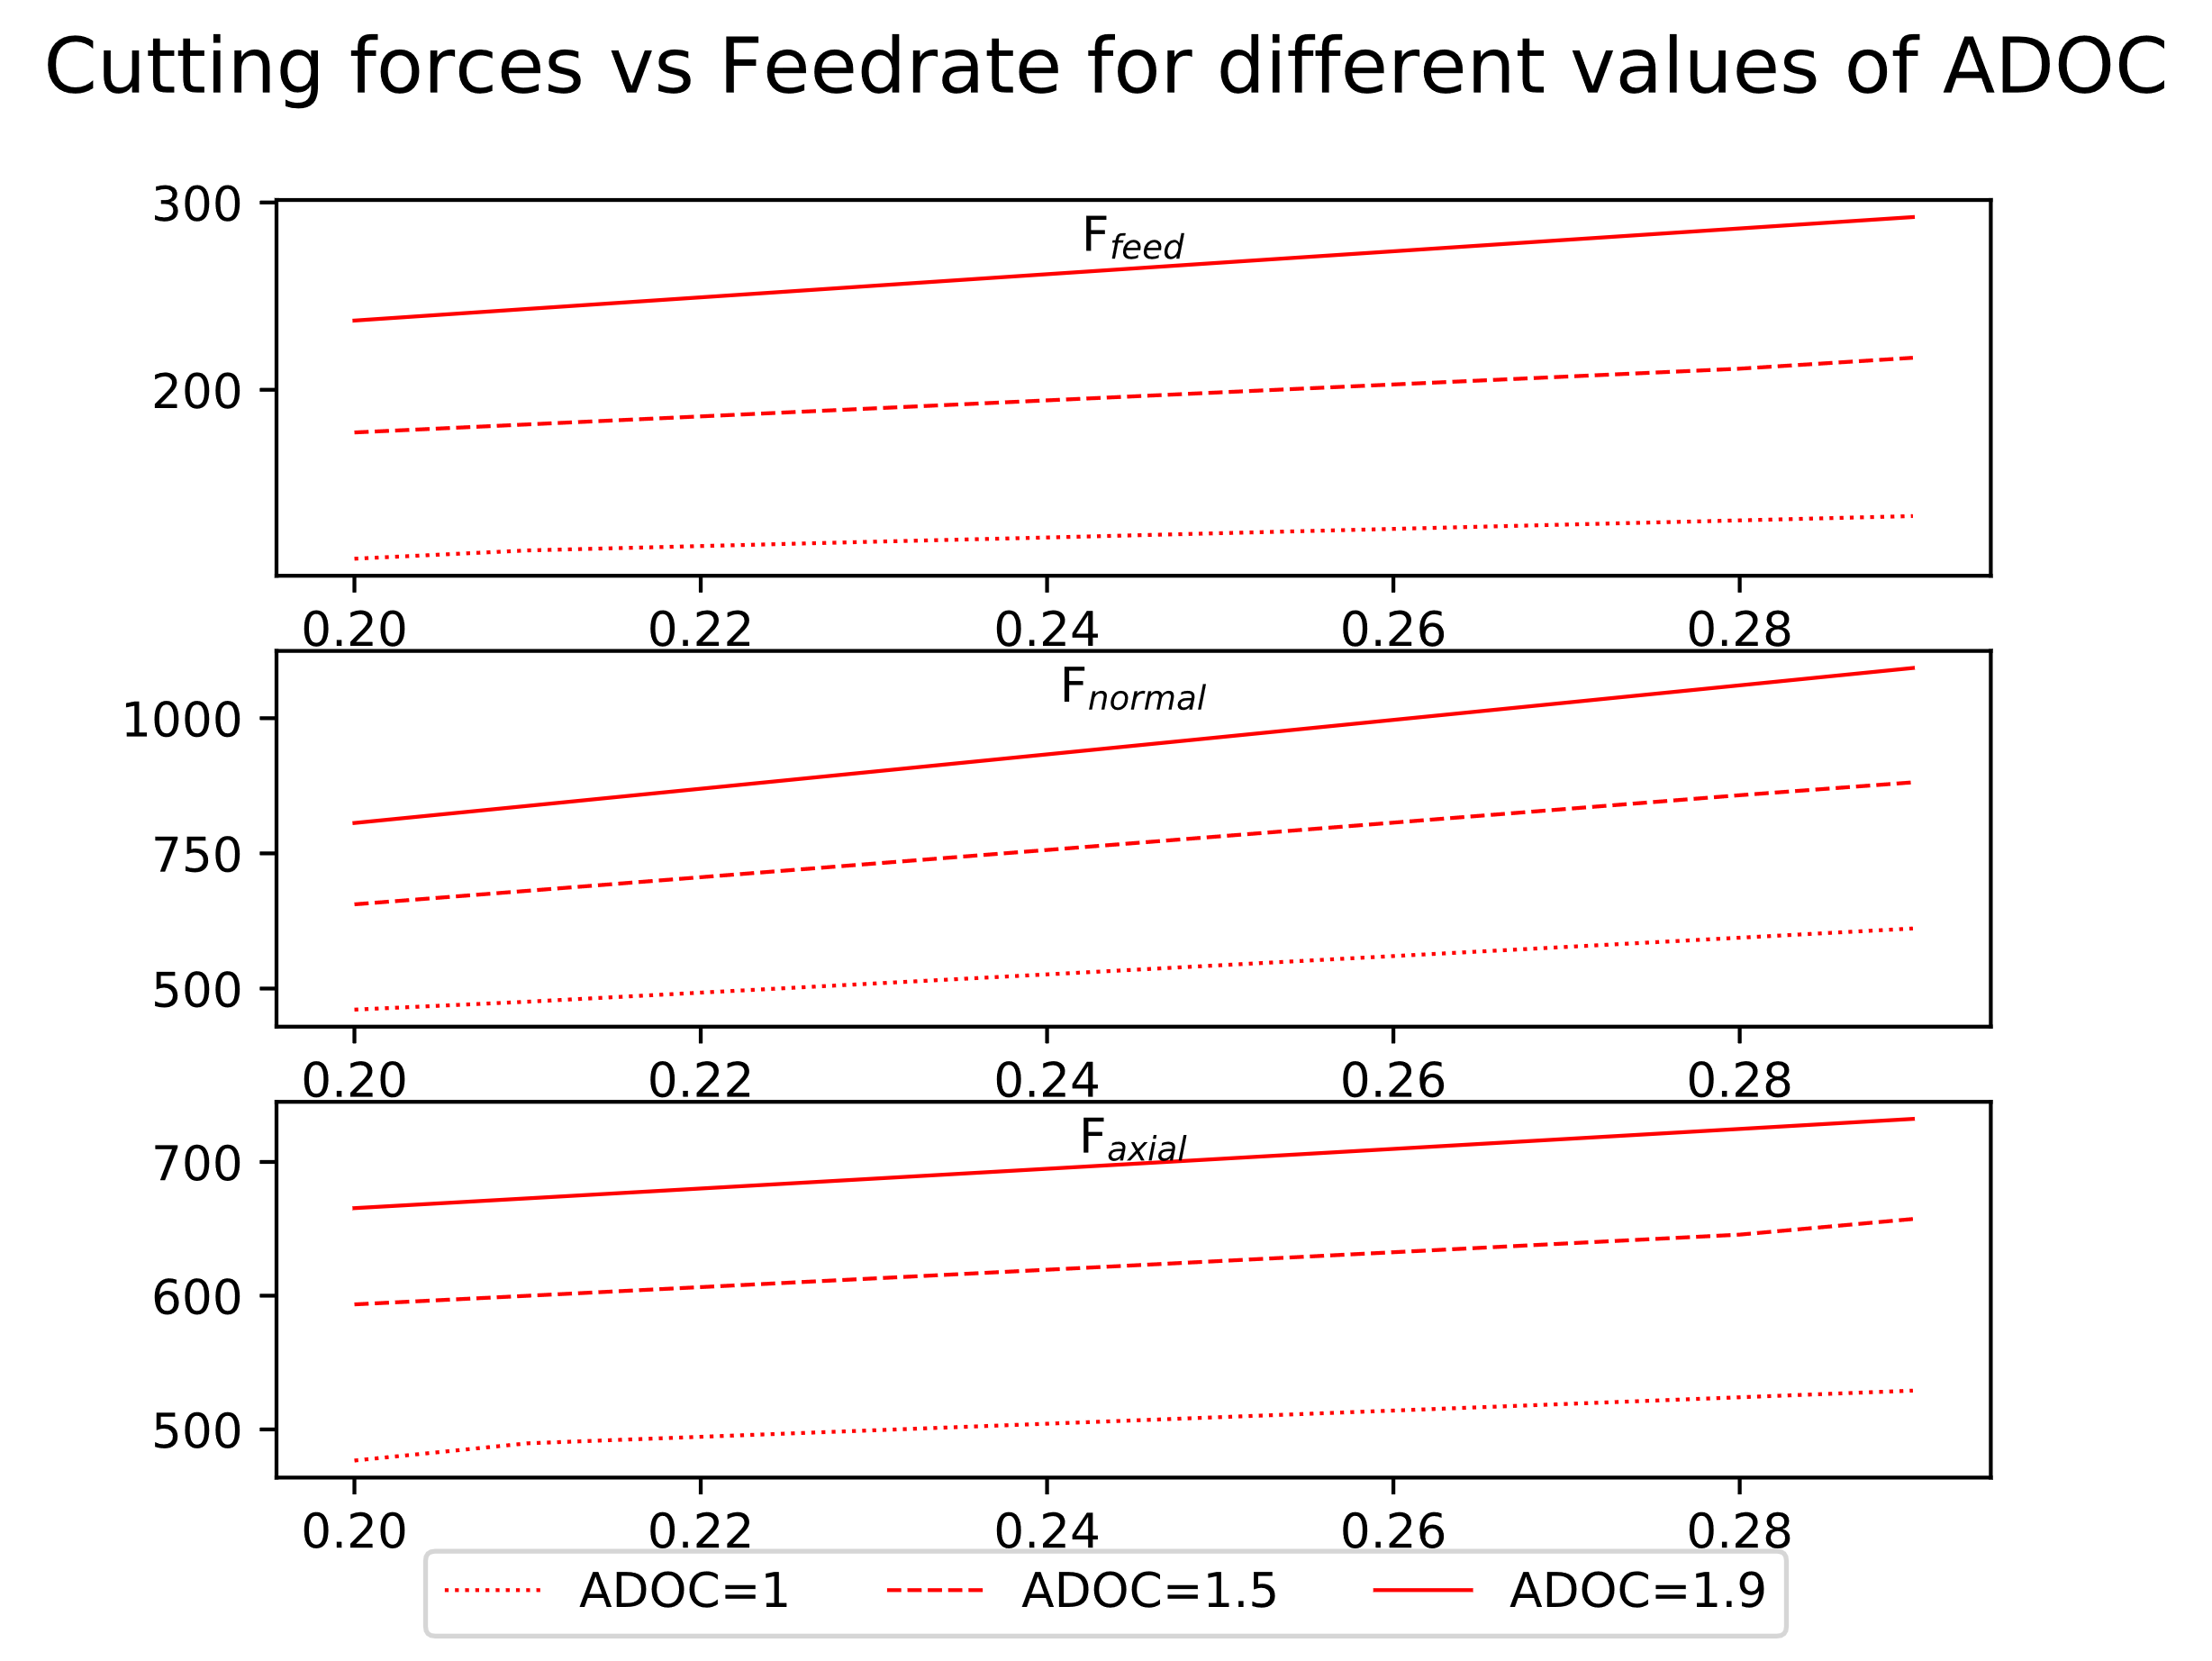 Cutting forces vs Feedrate for different values of ADOC
300
F_feed
200
0.20 0.22 0.24 0.26 0.28
F_normal
1000
750
500
0.20 0.22 0.24 0.26 0.28
F_axial
700
600
500
0.20 0.22 0.24 0.26 0.28
ADOC=1 ADOC=1.5 ADOC=1.9